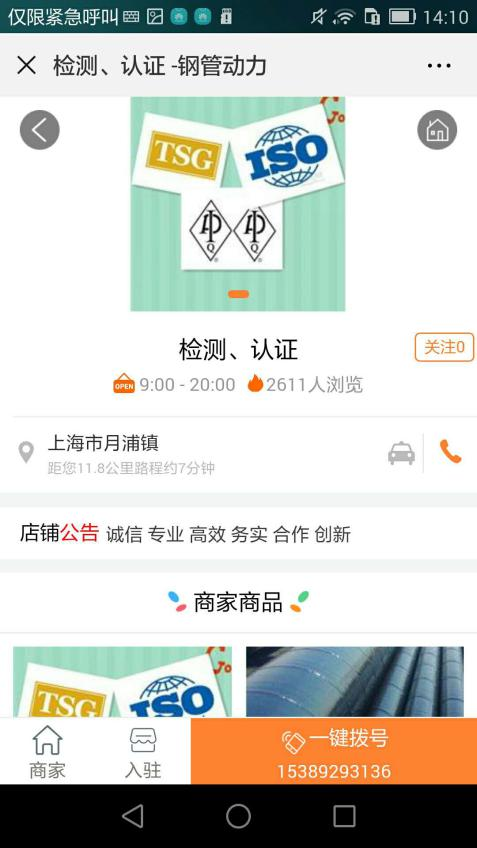 仅限紧急呼叫
14:10
检测、认证 -钢管动力
TSG
ISO
检测、认证
关注0
OPEN 9:00 - 20:00 2611人浏览
上海市月浦镇
距您11.8公里路程约7分钟
店铺公告 诚信 专业 高效 务实 合作 创新
商家商品
TSG
ISO
一键拨号
商家
入驻
15389293136